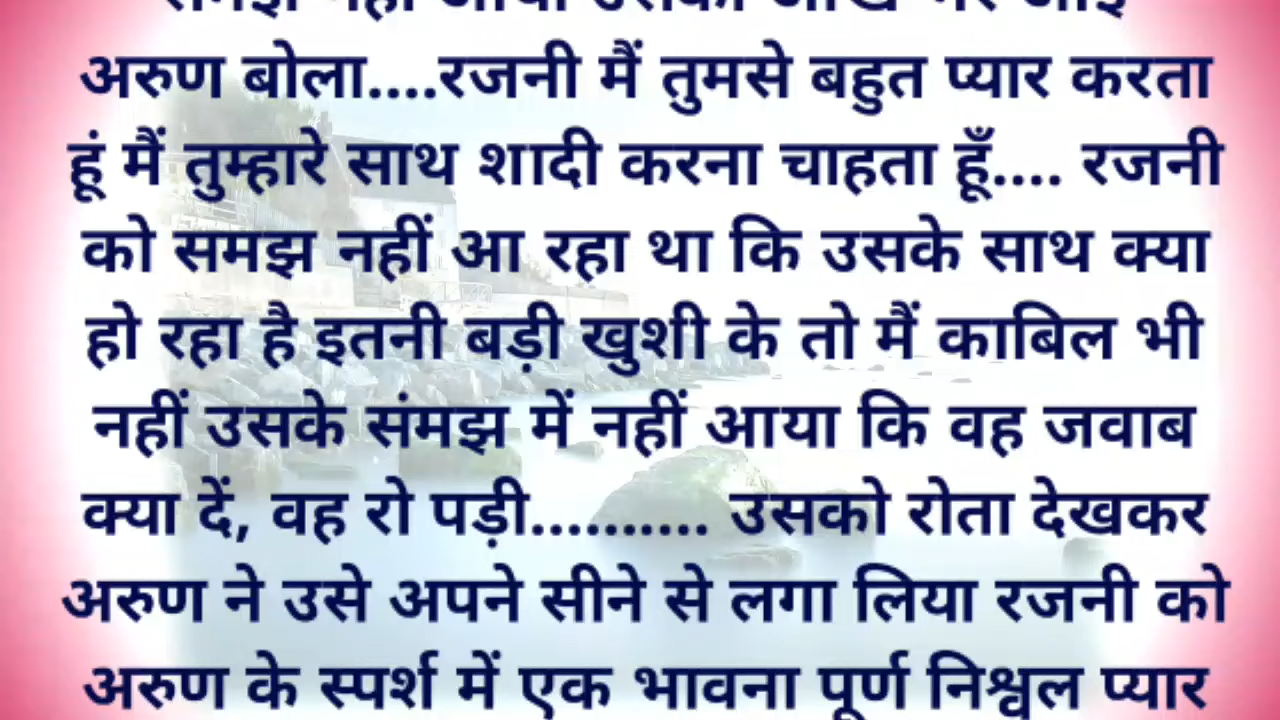 अरुण बोला....रजनी मैं तुमसे बहुत प्यार करता
हूं मैं तुम्हारे साथ शादी करना चाहता हूँ.... रजनी
को समझ नहीं आ रहा था कि उसके साथ क्या
हो रहा है इतनी बड़ी खुशी के तो मैं काबिल भी
नहीं उसके संमझ में नहीं आया कि वह जवाब
क्या दें, वह रो पड़ी.......... उसको रोता देखकर
अरुण ने उसे अपने सीने से लगा लिया रजनी को
अरुण के स्पर्श में एक भावना पूर्ण निश्वल प्यार